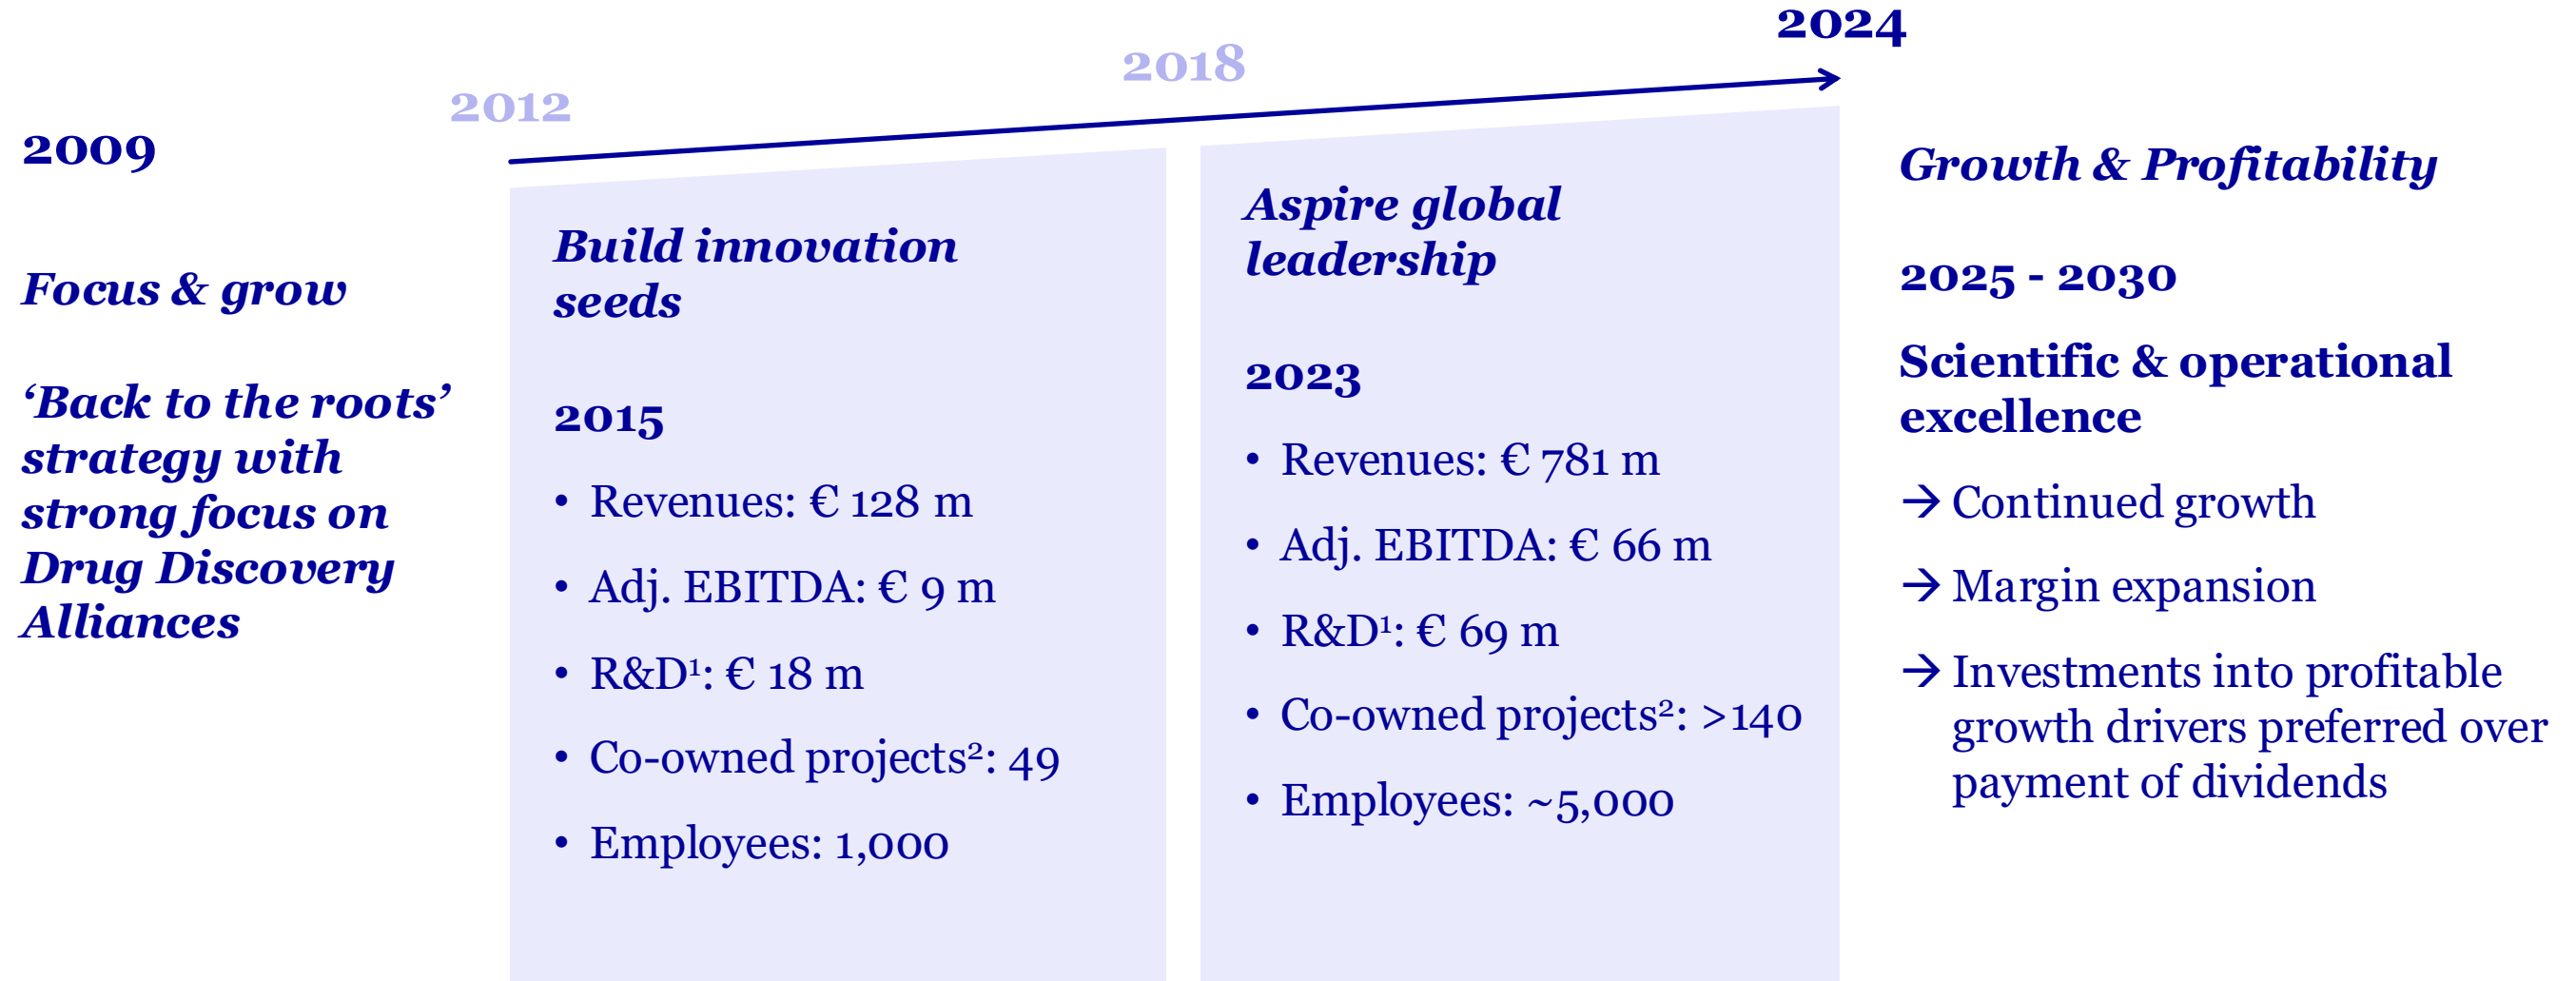 2009
Focus & grow
‘Back to the roots’
strategy with
strong focus on
Drug Discovery
Alliances
2012
Build innovation
seeds
2015
• Revenues: € 128 m
• Adj. EBITDA: € 9 m
• R&D¹: € 18 m
• Co-owned projects²: 49
• Employees: 1,000
2018
Aspire global
leadership
2023
• Revenues: € 781 m
• Adj. EBITDA: € 66 m
• R&D¹: € 69 m
• Co-owned projects²: >140
• Employees: ~5,000
2024
Growth & Profitability
2025 - 2030
Scientific & operational
excellence
→ Continued growth
→ Margin expansion
→ Investments into profitable
growth drivers preferred over
payment of dividends